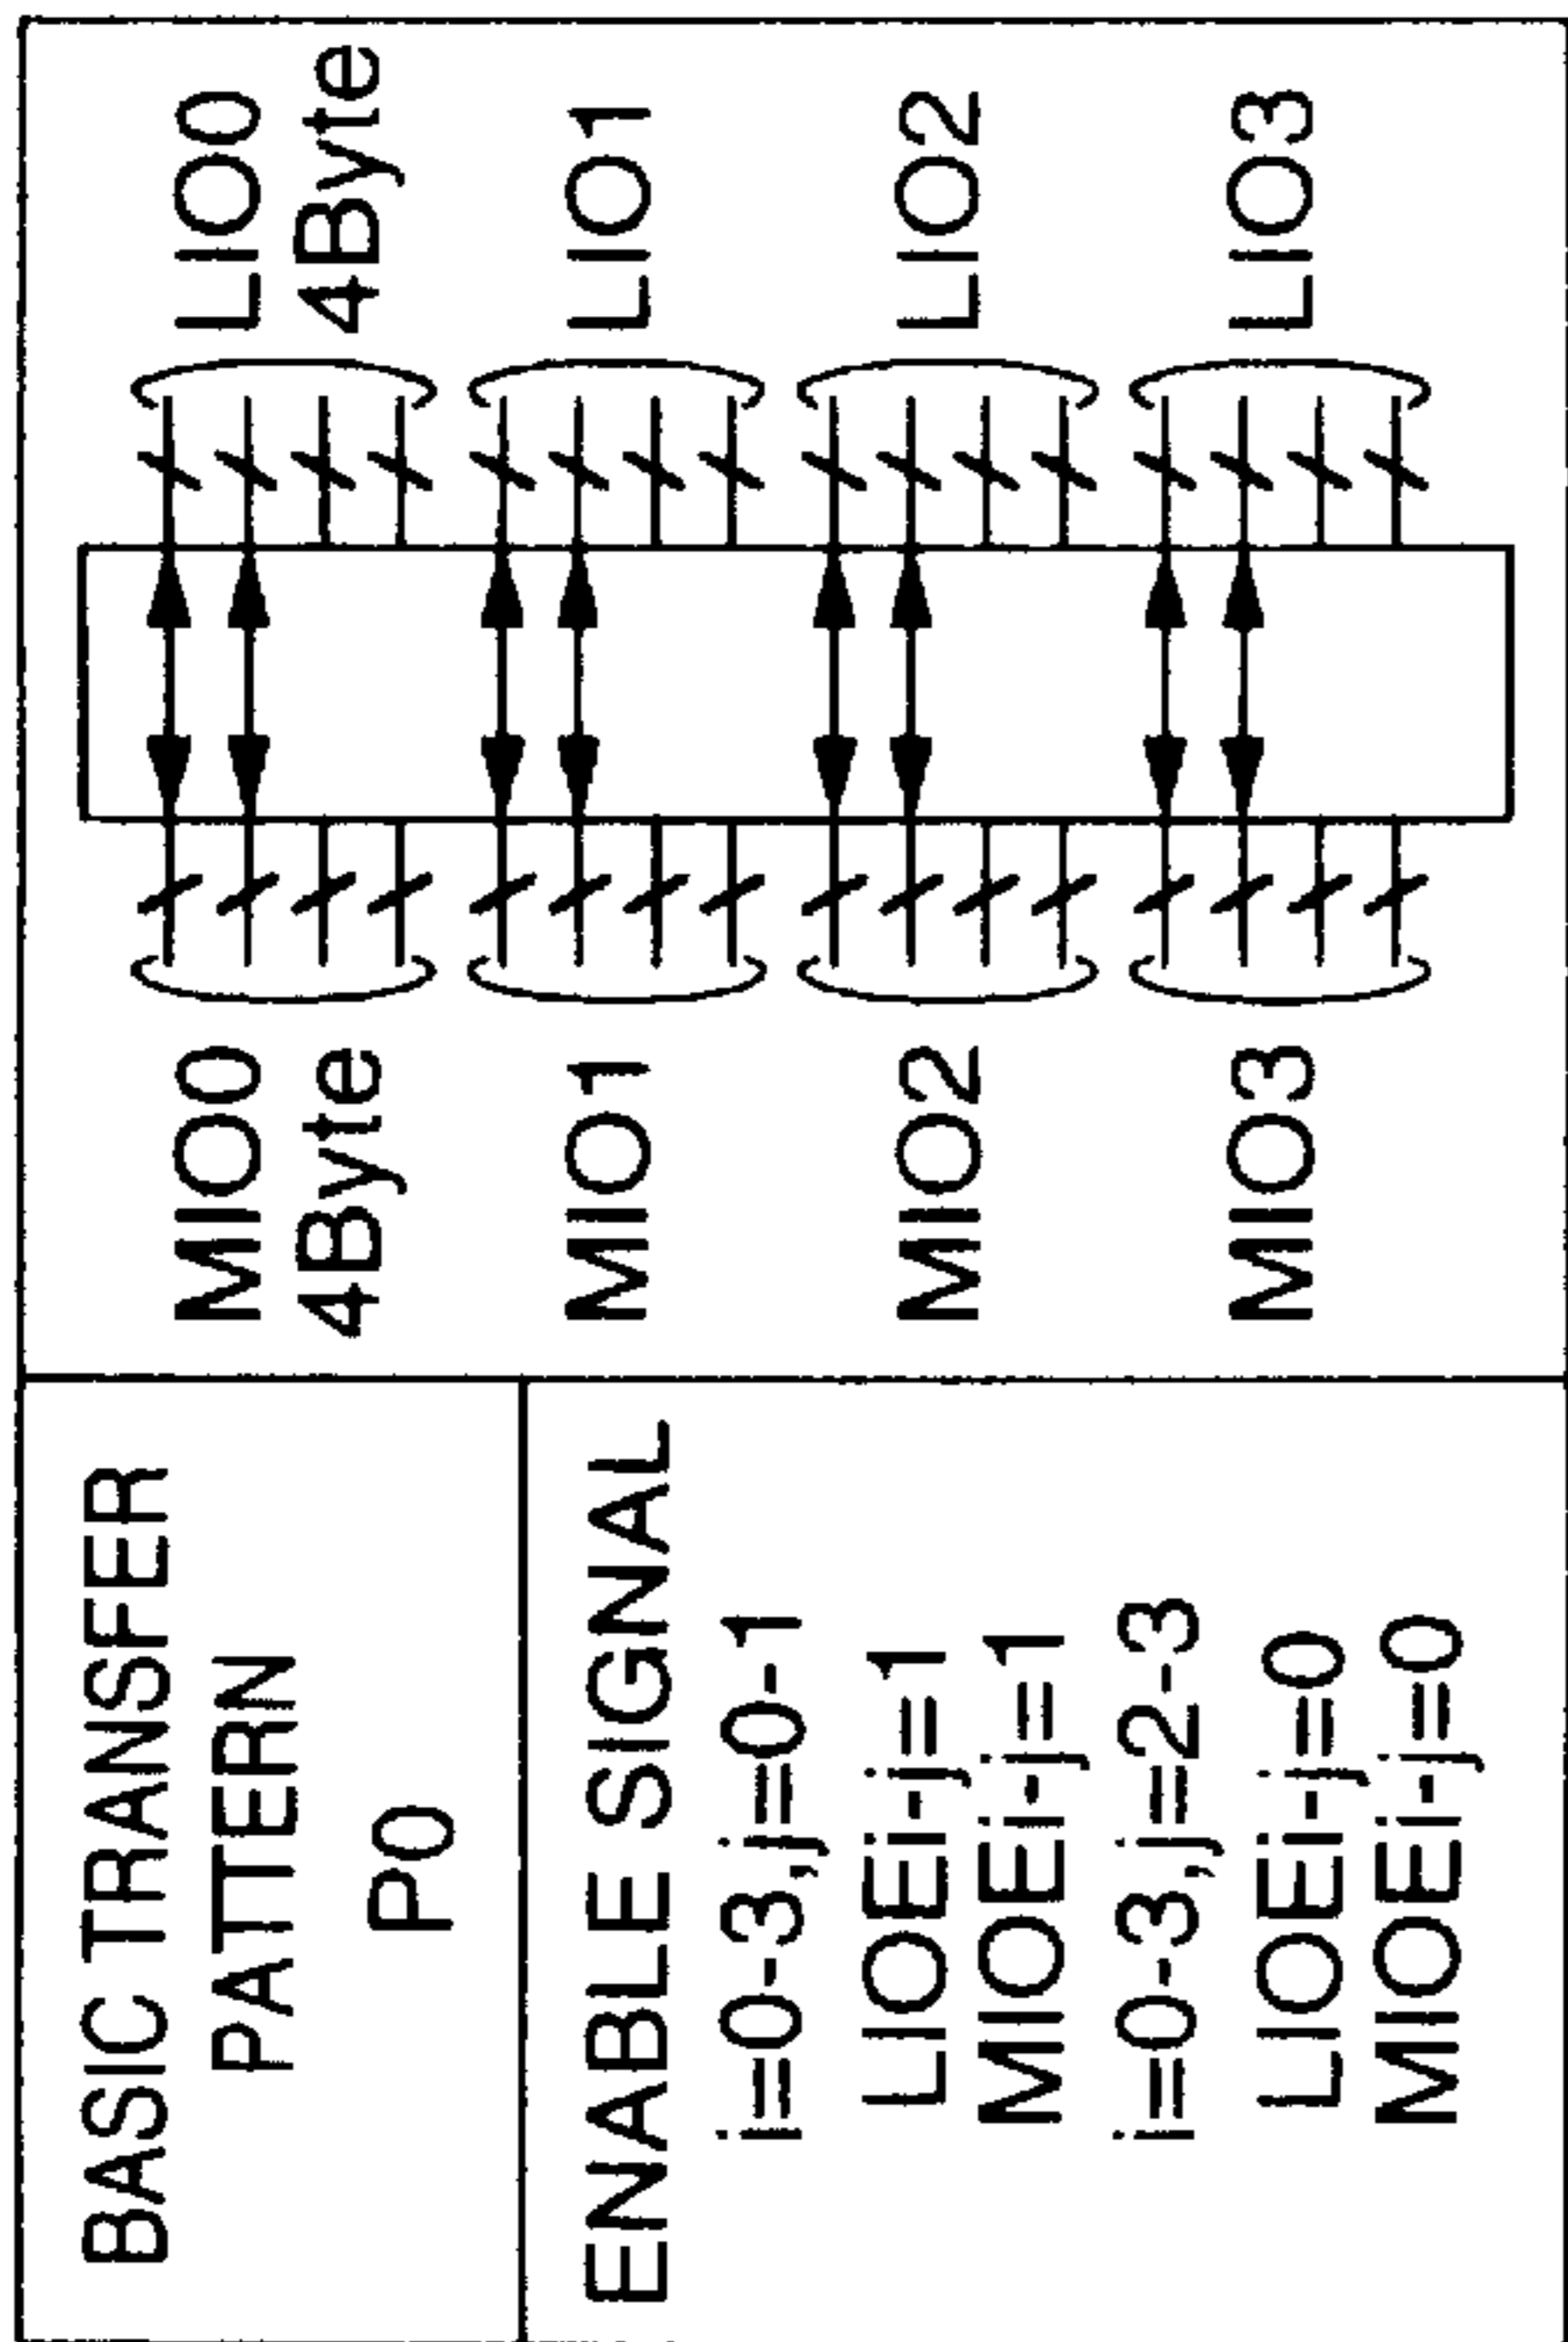 BASIC TRANSFER
PATTERN
P0
ENABLE SIGNAL
i=0-3,j=0-1
LIOEi-j=1
MIOEi-j=1
i=0-3,j=2-3
LIOEi-j=0
MIOEi-j=0
MIO0
4Byte
MIO1
MIO2
MIO3
LIO0
4Byte
LIO1
LIO2
LIO3